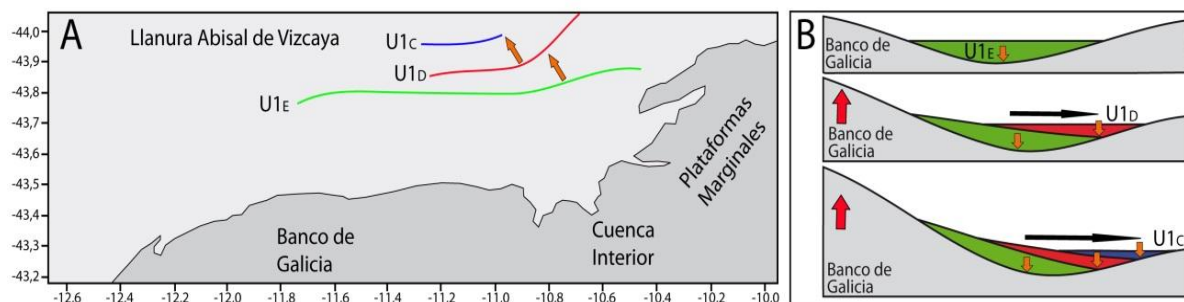 A
Llanura Abisal de Vizcaya
U1C
U1D
U1E
Banco de
Galicia
Cuenca
Interior
Plataformas
Marginales
-44,0
-43,9
-43,8
-43,7
-43,6
-43,5
-43,4
-43,3
-43,2
-12.6
-12.4
-12.2
-12.0
-11.8
-11.6
-11.4
-11.2
-11.0
-10.8
-10.6
-10.4
-10.2
-10.0
B
Banco de
Galicia
U1E
Banco de
Galicia
U1D
Banco de
Galicia
U1C